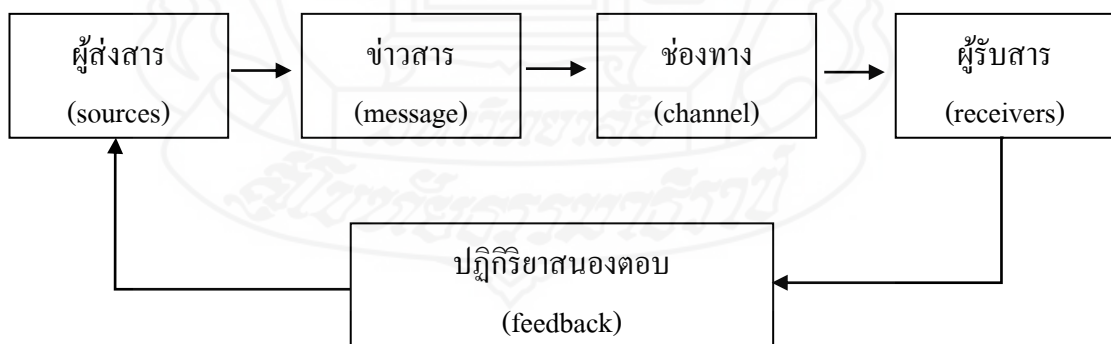 ผู้ส่งสาร
(sources)
ข่าวสาร
(message)
ช่องทาง
(channel)
ผู้รับสาร
(receivers)
ปฏิกิริยาสนองตอบ
(feedback)